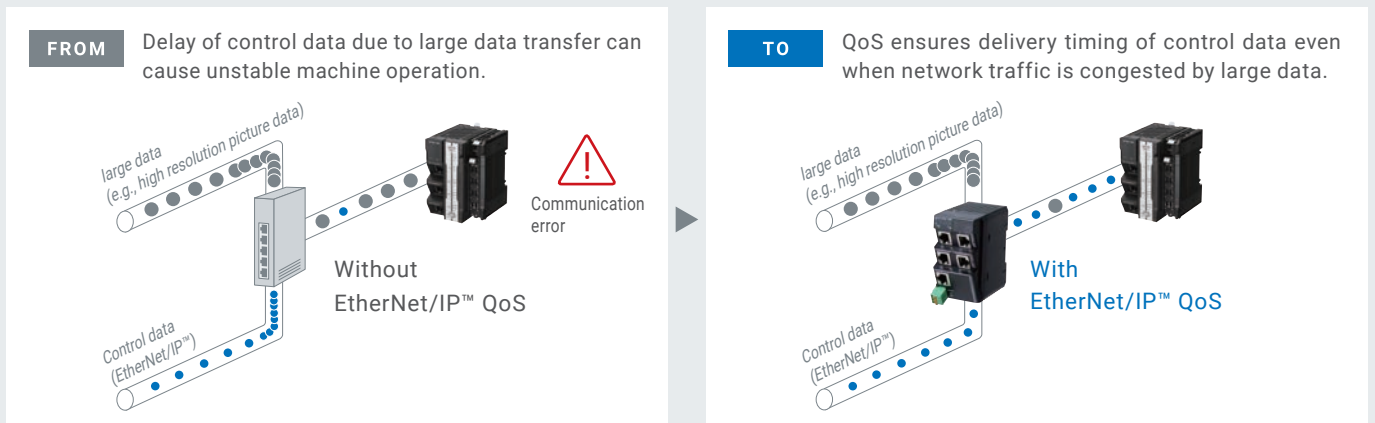 FROM
Delay of control data due to large data transfer can
cause unstable machine operation.
large data
(e.g., high resolution picture data)
Communication
error
Without
EtherNet/IP™ QoS
Control data
(EtherNet/IP™)
TO
QoS ensures delivery timing of control data even
when network traffic is congested by large data.
large data
(e.g., high resolution picture data)
With
EtherNet/IP™ QoS
Control data
(EtherNet/IP™)